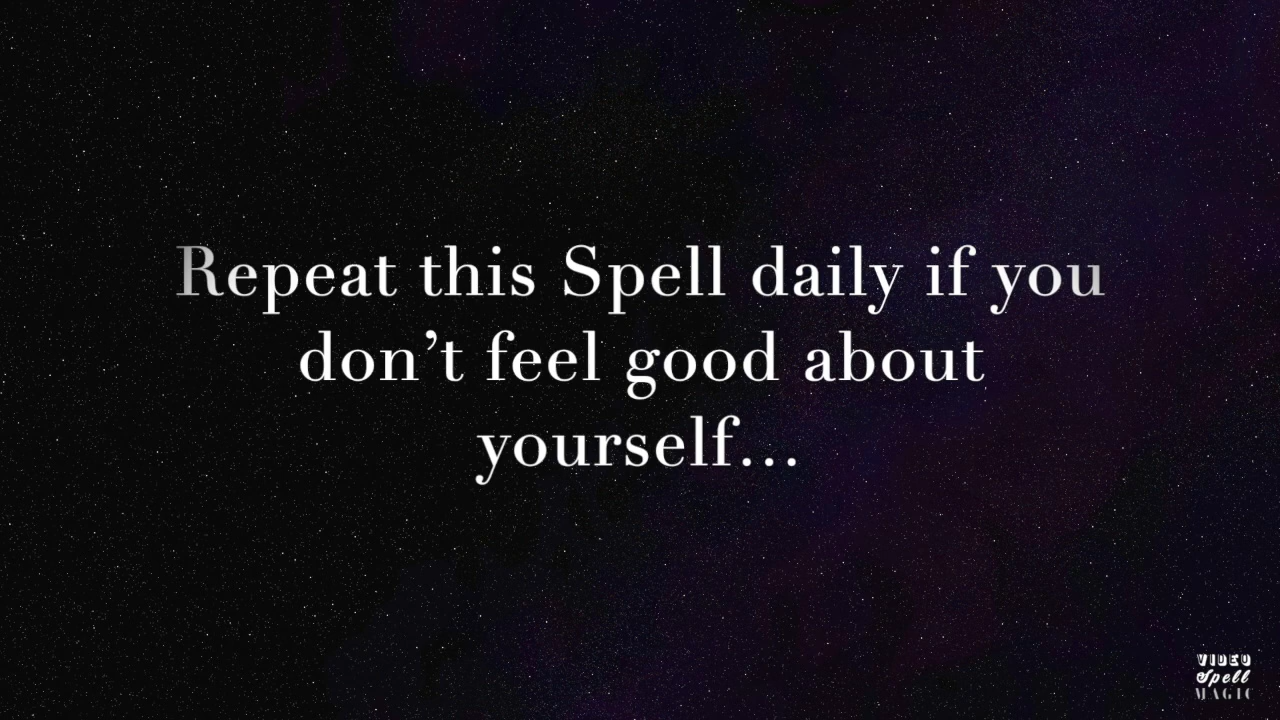 Repeat this Spell daily if you
don’t feel good about
yourself...
VIDEO
Spell
MAGIC